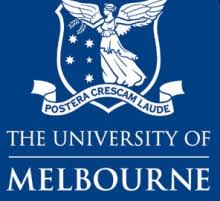 POSTERA CRESCAM LAUDE
THE UNIVERSITY OF
MELBOURNE